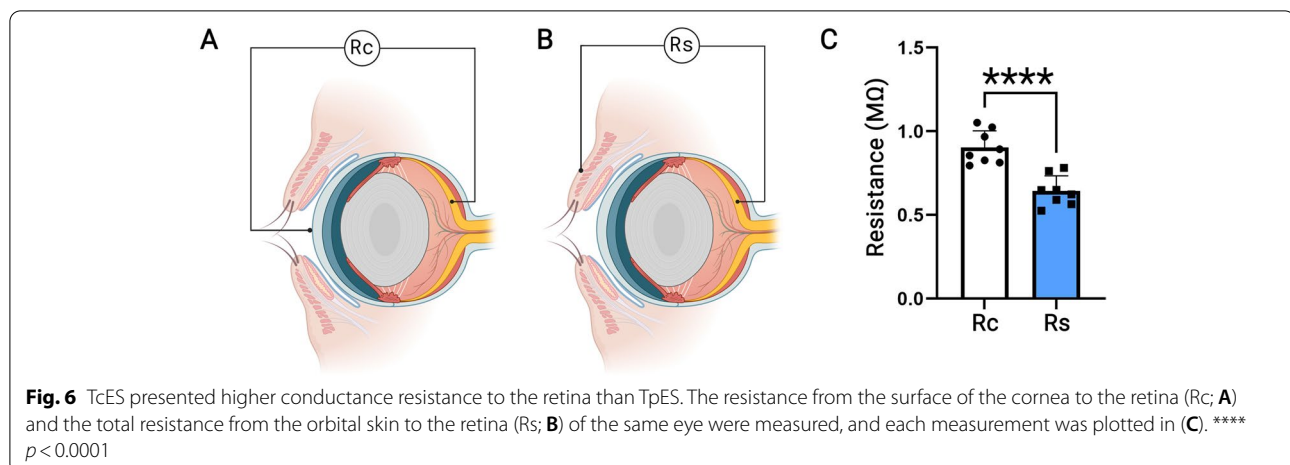 A
Rc
B
Rs
C
1.5
1.0
0.5
0.0
Resistance (MΩ)
****
Rc
Rs
Fig. 6 TcES presented higher conductance resistance to the retina than TpES. The resistance from the surface of the cornea to the retina (Rc; A)
and the total resistance from the orbital skin to the retina (Rs; B) of the same eye were measured, and each measurement was plotted in (C). ****
p < 0.0001